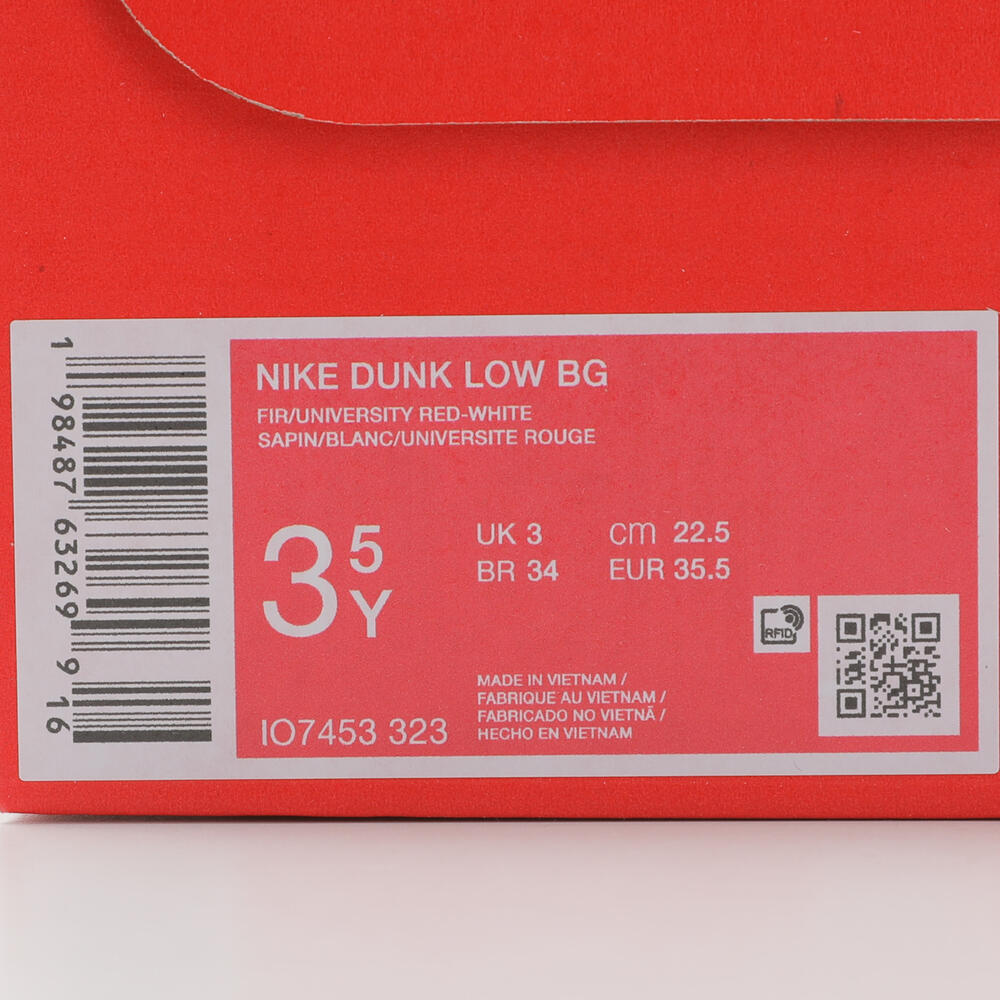 1 98487 63269 9 16
NIKE DUNK LOW BG
FIR/UNIVERSITY RED-WHITE
SAPIN/BLANC/UNIVERSITE ROUGE
3 5 Y
UK 3 cm 22.5
BR 34 EUR 35.5
RFID
MADE IN VIETNAM /
FABRIQUE AU VIETNAM /
FABRICADO NO VIETNÃ /
HECHO EN VIETNAM
IO7453 323